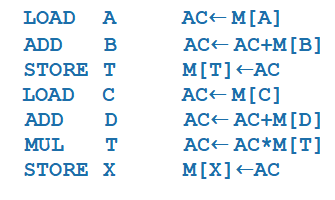 LOAD A AC← M[A]
ADD B AC← AC+M[B]
STORE T M[T]←AC
LOAD C AC← M[C]
ADD D AC← AC+M[D]
MUL T AC← AC*M[T]
STORE X M[X]←AC